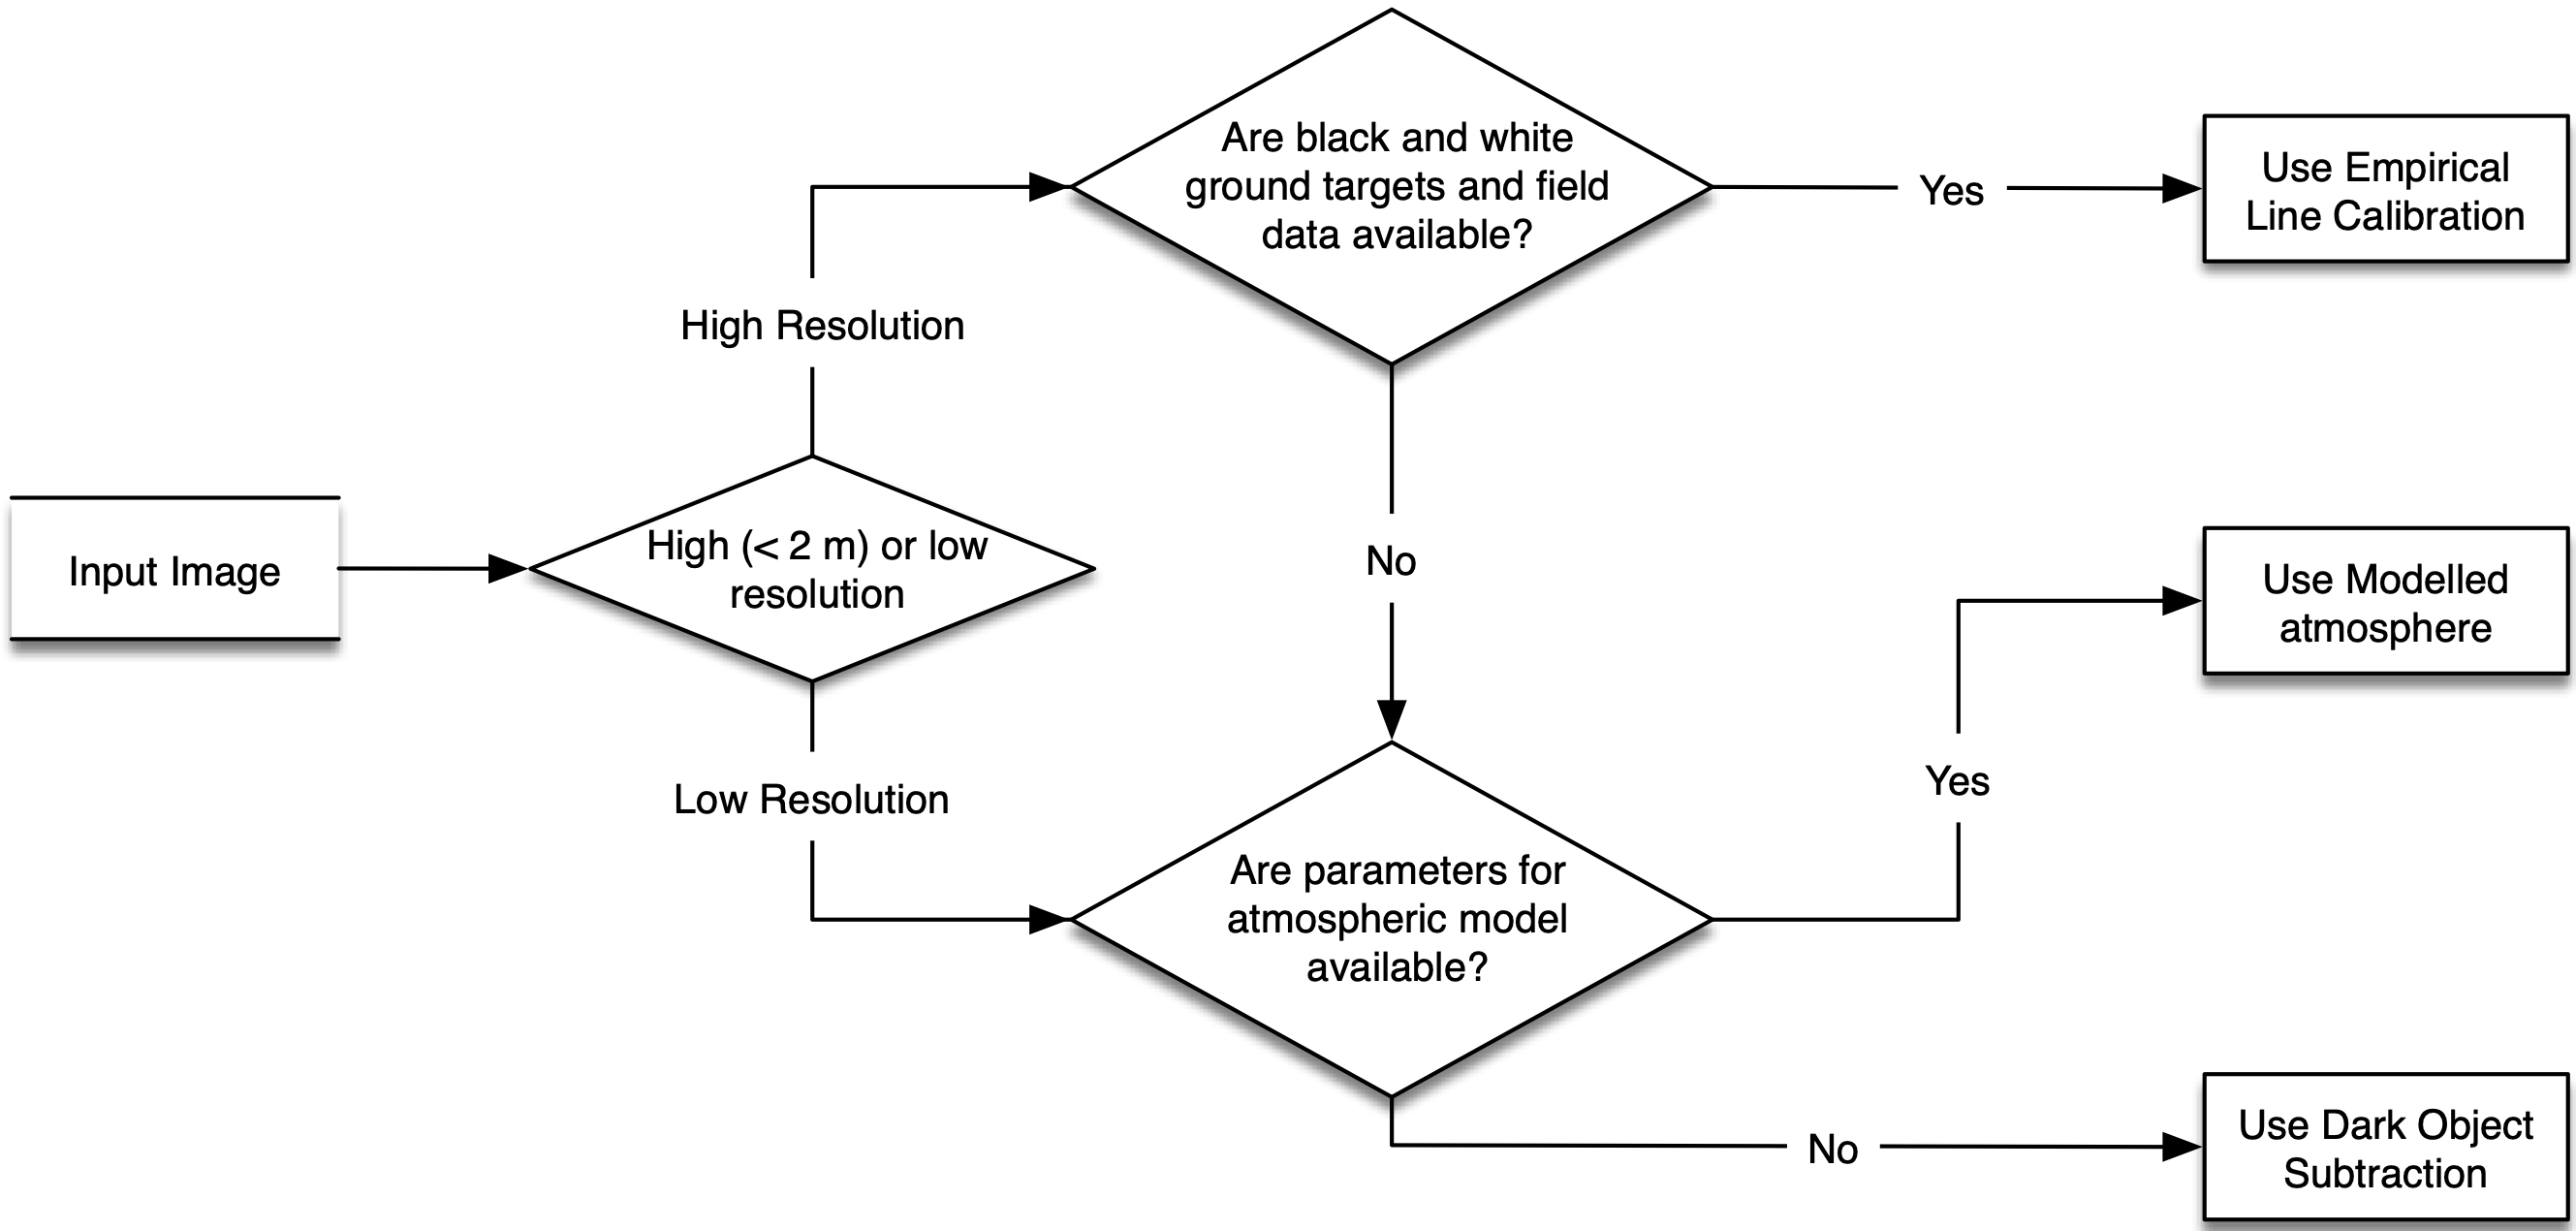 Input Image
High (< 2 m) or low
resolution
High Resolution
Low Resolution
Are black and white
ground targets and field
data available?
Yes
Use Empirical
Line Calibration
No
Are parameters for
atmospheric model
available?
Yes
Use Modelled
atmosphere
No
Use Dark Object
Subtraction